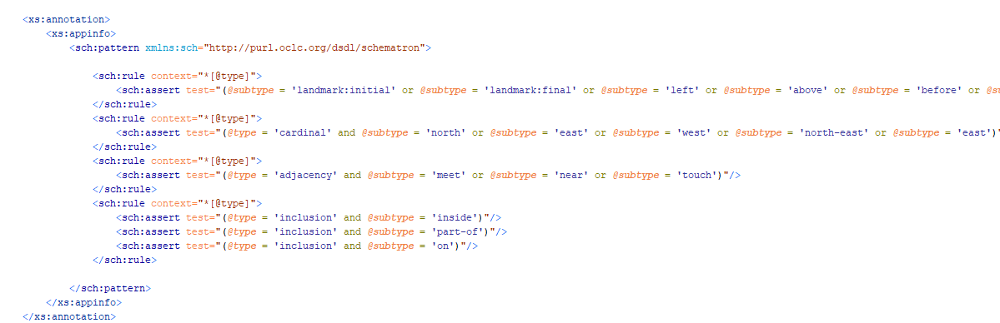 <xs:annotation>
<xs:appinfo>
<sch:pattern xmlns:sch="http://purl.oclc.org/dsdl/schematron">
<sch:rule context="*[@type]">
<sch:assert test="(@subtype = 'landmark:initial' or @subtype = 'landmark:final' or @subtype = 'left' or @subtype = 'above' or @subtype = 'before' or
</sch:rule>
<sch:rule context="*[@type]">
<sch:assert test="(@type = 'cardinal' and @subtype = 'north' or @subtype = 'east' or @subtype = 'west' or @subtype = 'north-east' or @subtype = 'east')"
</sch:rule>
<sch:rule context="*[@type]">
<sch:assert test="(@type = 'adjacency' and @subtype = 'meet' or @subtype = 'near' or @subtype = 'touch')"/>
</sch:rule>
<sch:rule context="*[@type]">
<sch:assert test="(@type = 'inclusion' and @subtype = 'inside')"/>
<sch:assert test="(@type = 'inclusion' and @subtype = 'part-of')"/>
<sch:assert test="(@type = 'inclusion' and @subtype = 'on')"/>
</sch:rule>
</sch:pattern>
</xs:appinfo>
</xs:annotation>